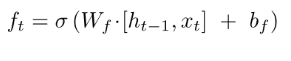 f_t = σ (W_f·[h_{t−1}, x_t] + b_f)